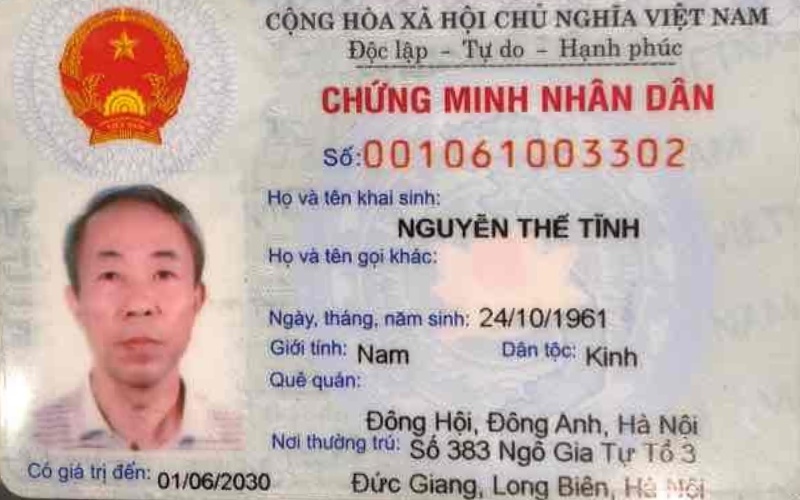 CỘNG HÒA XÃ HỘI CHỦ NGHĨA VIỆT NAM
Độc lập - Tự do - Hạnh phúc
CHỨNG MINH NHÂN DÂN
Số: 001061003302
Họ và tên khai sinh:
NGUYỄN THẾ TĨNH
Họ và tên gọi khác:
Ngày, tháng, năm sinh: 24/10/1961
Giới tính: Nam Dân tộc: Kinh
Quê quán:
Đông Hội, Đông Anh, Hà Nội
Nơi thường trú: Số 383 Ngô Gia Tự Tổ 3
Đức Giang, Long Biên, Hà Nội
Có giá trị đến: 01/06/2030